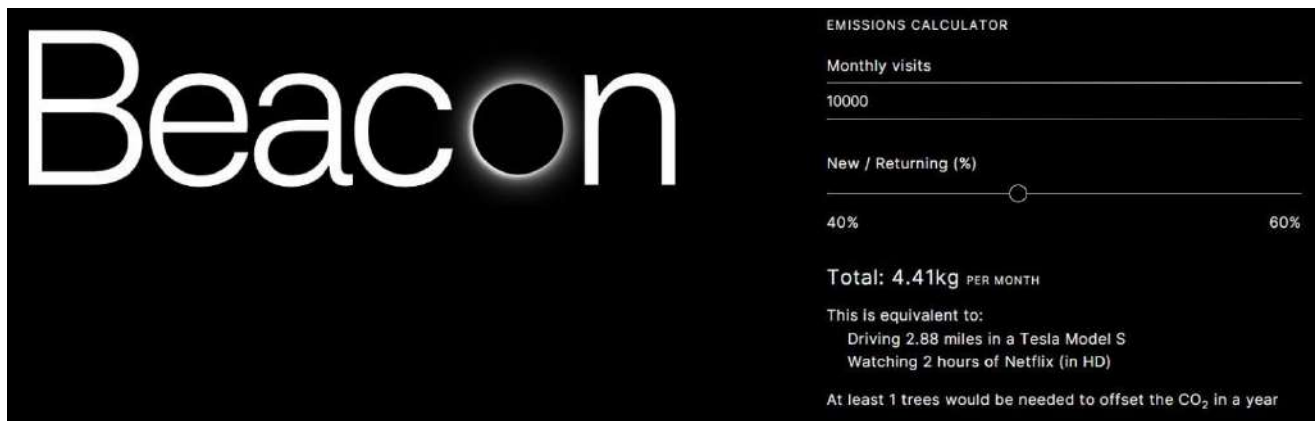 Beacon
EMISSIONS CALCULATOR
Monthly visits
10000
New / Returning (%)
40% 60%
Total: 4.41kg PER MONTH
This is equivalent to:
Driving 2.88 miles in a Tesla Model S
Watching 2 hours of Netflix (in HD)
At least 1 trees would be needed to offset the CO₂ in a year